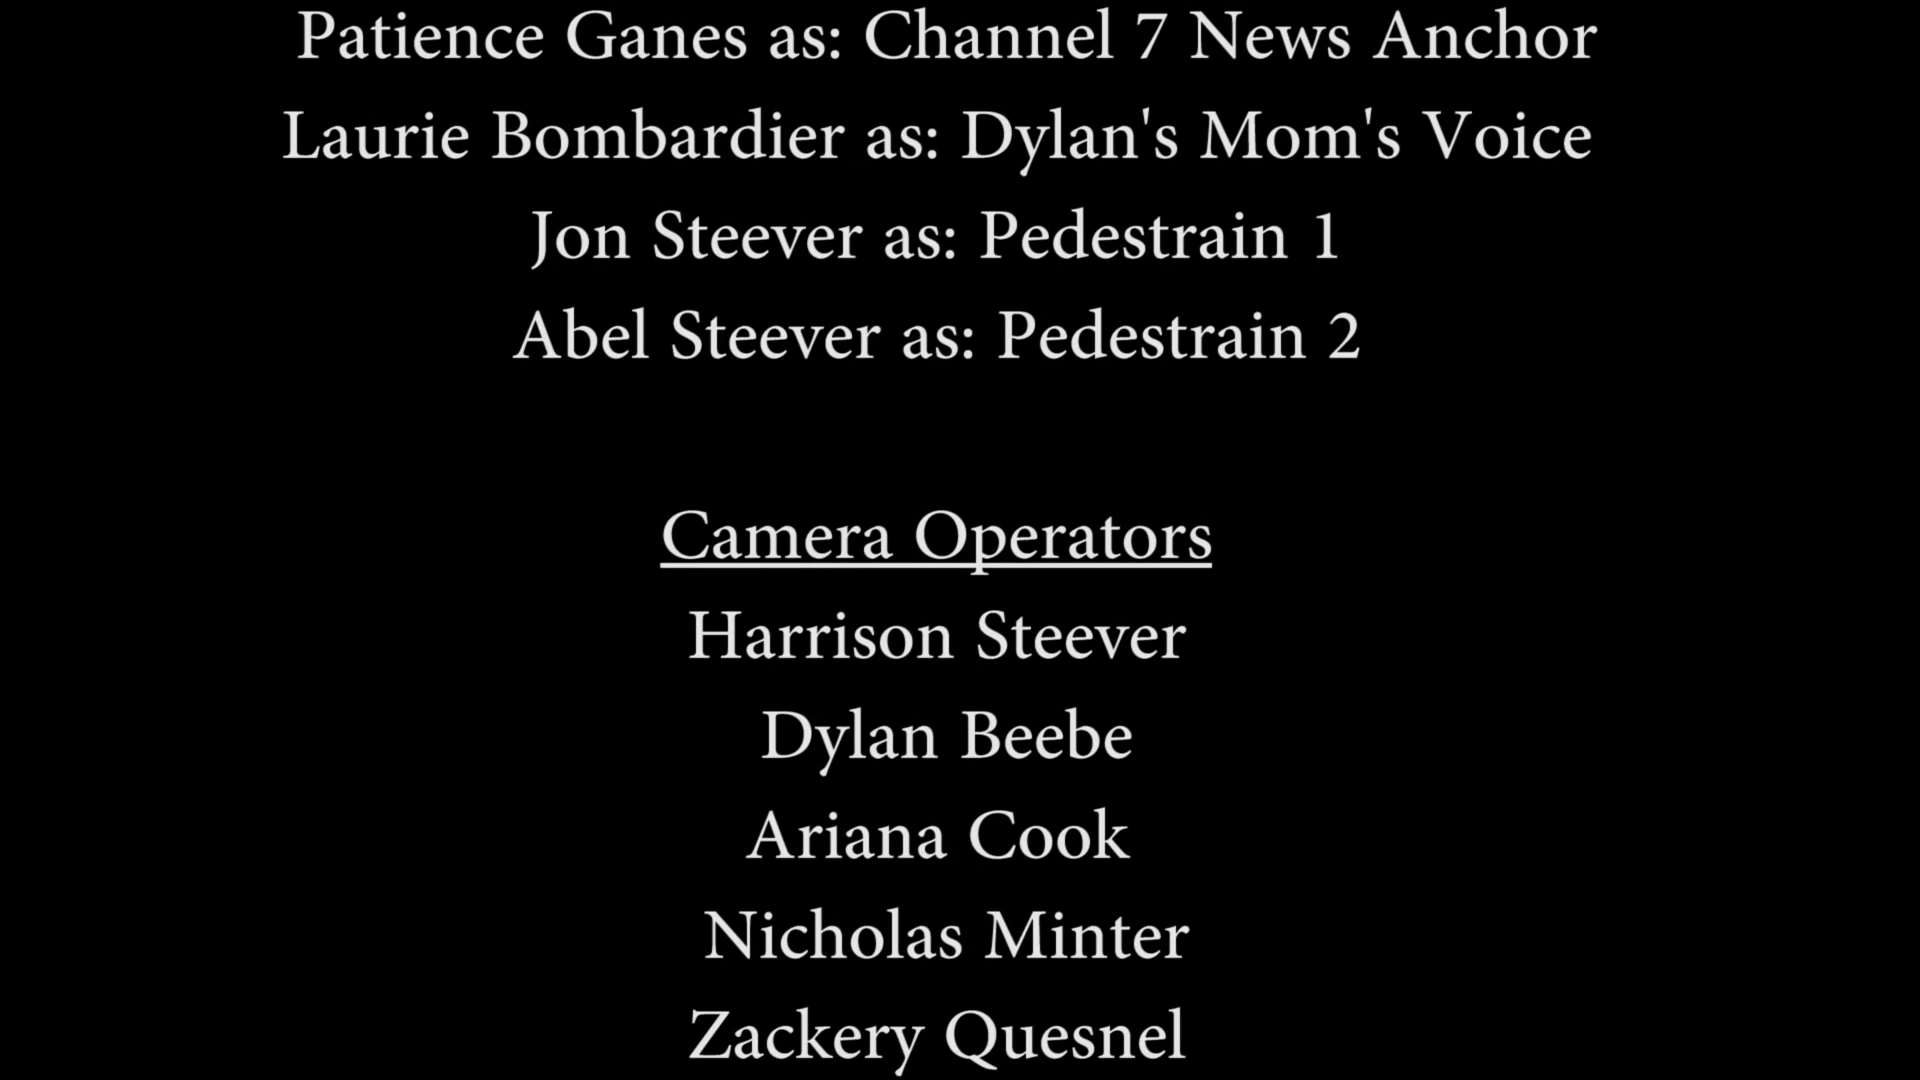 Patience Ganes as: Channel 7 News Anchor
Laurie Bombardier as: Dylan's Mom's Voice
Jon Steever as: Pedestrain 1
Abel Steever as: Pedestrain 2
Camera Operators
Harrison Steever
Dylan Beebe
Ariana Cook
Nicholas Minter
Zackery Quesnel